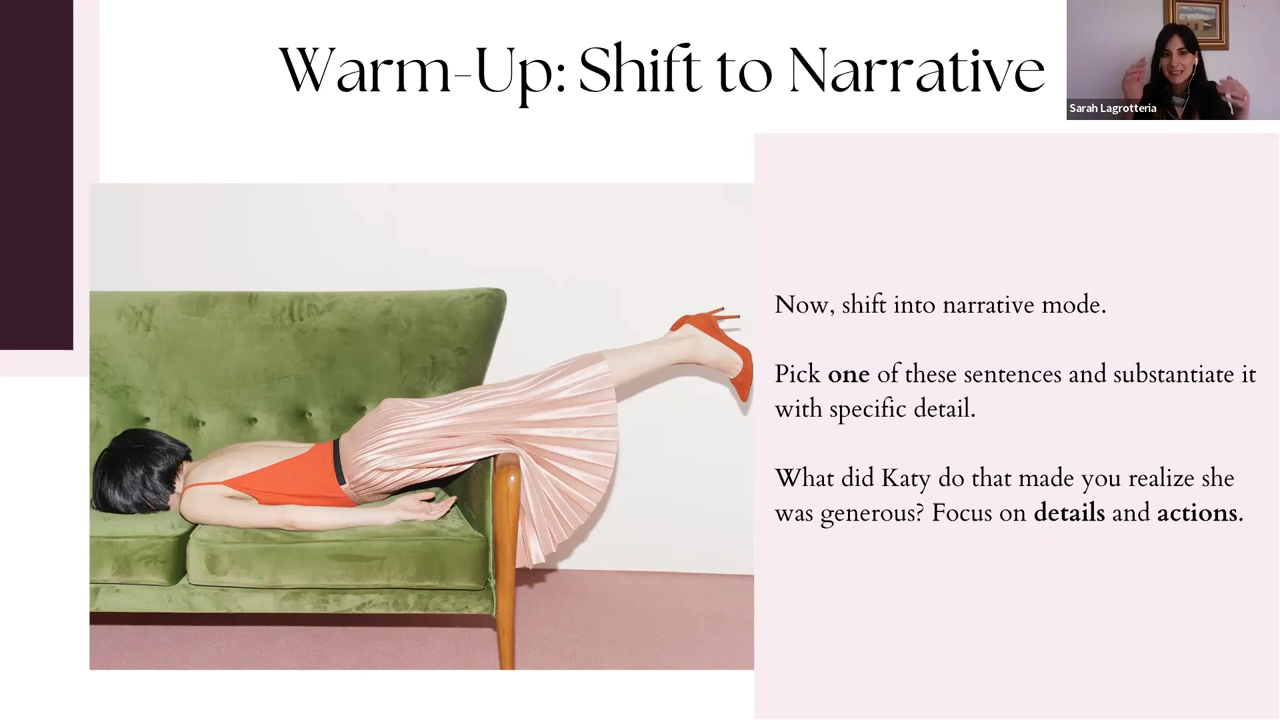 Warm-Up: Shift to Narrative
Sarah Lagrotteria
Now, shift into narrative mode.
Pick one of these sentences and substantiate it
with specific detail.
What did Katy do that made you realize she
was generous? Focus on details and actions.